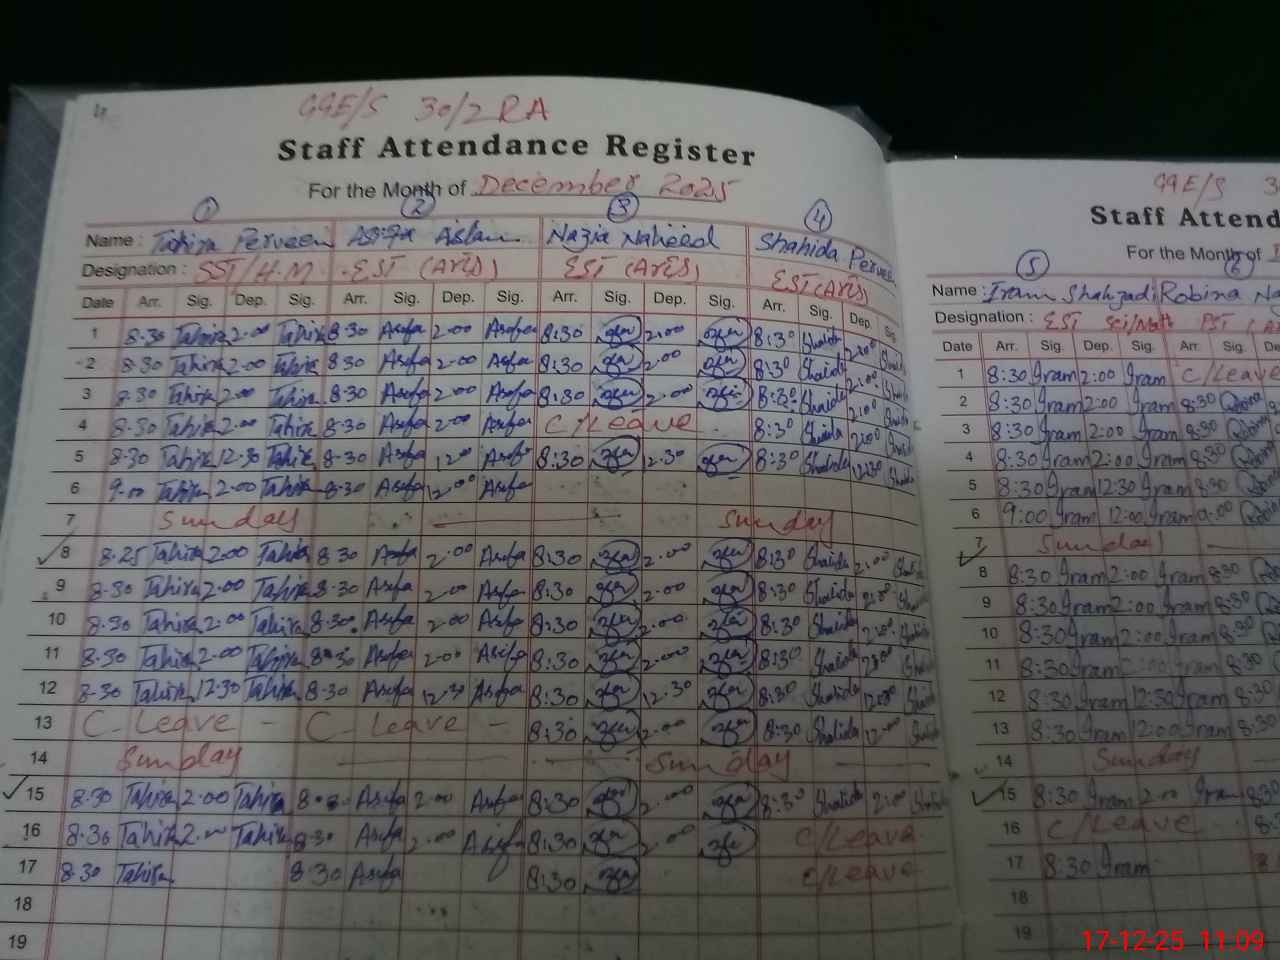 GGE/S 30/2 RA
Staff Attendance Register
For the Month of December 2025
1 2 3 4
Name : Tahira Perveen Asifa Aslam Nazia Naheed Shahida Perveen
Designation : SST/H.M EST (Arts) EST (Arts) EST (Arts)
Date Arr. Sig. Dep. Sig. Arr. Sig. Dep. Sig. Arr. Sig. Dep. Sig. Arr. Sig. Dep. Sig.
1 8:30 Tahira 2:00 Tahira 8:30 Asifa 2:00 Asifa 8:30 2:00 8:30 Shahida 2:00
2 8:30 Tahira 2:00 Tahira 8:30 Asifa 2:00 Asifa 8:30 2:00 8:30 Shahida 2:00
3 8:30 Tahira 2:00 Tahira 8:30 Asifa 2:00 Asifa 8:30 2:00 8:30 Shahida 2:00
4 8:30 Tahira 2:00 Tahira 8:30 Asifa 2:00 Asifa C/Leave 8:30 Shahida 2:00
5 8:30 Tahira 12:30 Tahira 8:30 Asifa Asifa 8:30 8:30 Shahida 12:30
6 9:00 Tahira 2:00 Tahira 8:30 Asifa 12:00 Asifa
7 Sunday Sunday
8 8:25 Tahira 2:00 Tahira 8:30 Asifa 2:00 Asifa 8:30 2:00 8:30 Shahida 2:00
9 8:30 Tahira 2:00 Tahira 8:30 Asifa 2:00 Asifa 8:30 2:00 8:30 Shahida 2:00
10 8:30 Tahira 2:00 Tahira 8:30 Asifa 2:00 Asifa 8:30 2:00 8:30 Shahida 2:00
11 8:30 Tahira 2:00 Tahira 8:30 Asifa 2:00 Asifa 8:30 2:00 8:30 Shahida 2:00
12 8:30 Tahira 12:30 Tahira 8:30 Asifa 12:30 Asifa 8:30 12:30 8:30 Shahida
13 C Leave C Leave 8:30 2:00 8:30 Shahida 12:00
14 Sunday Sunday
15 8:30 Tahira 2:00 Tahira 8:30 Asifa 2:00 Asifa 8:30 2:00 8:30 Shahida 2:00
16 8:30 Tahira 2:00 Tahira 8:30 Asifa 2:00 Asifa 8:30 2:00 C/Leave
17 8:30 Tahira 8:30 Asifa 8:30 C/Leave
18
19
GGE/S 3
Staff Attend
For the Month of
5 6
Name : Iram Shahzadi Robina Na
Designation : EST Sci/Math PST
Date Arr. Sig. Dep. Sig. Arr. Sig. De
1 8:30 Iram 2:00 Iram C/Leave
2 8:30 Iram 2:00 Iram 8:30 Robina
3 8:30 Iram 2:00 Iram 8:30 Robina
4 8:30 Iram 2:00 Iram 8:30 Robina
5 8:30 Iram 12:30 Iram 8:30 Robina
6 9:00 Iram 12:00 Iram 9:00 Robina
7 Sunday
8 8:30 Iram 2:00 Iram 8:30
9 8:30 Iram 2:00 Iram 8:30
10 8:30 Iram 2:00 Iram 8:30
11 8:30 Iram 2:00 Iram 8:30
12 8:30 Iram 12:30 Iram 8:30
13 8:30 Iram 12:00 Iram 8:30
14 Sunday
15 8:30 Iram 2:00 Iram 8:30
16 C/Leave
17 8:30 Iram
18
19
17-12-25 11:09